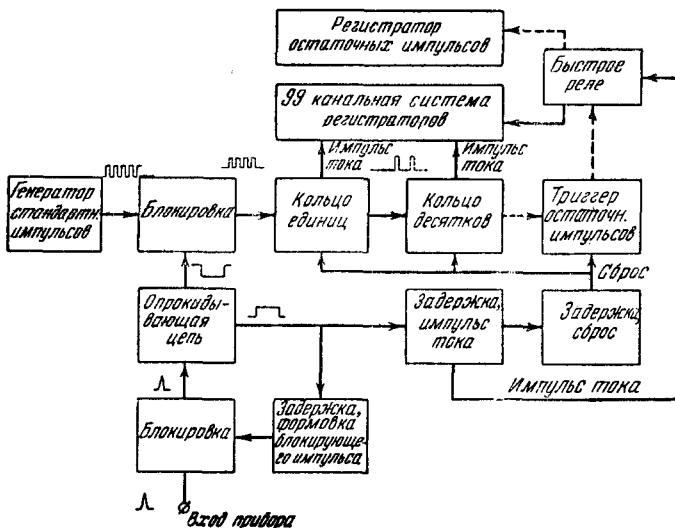 Регистратор
остаточных импульсов
Быстрое
реле
99 канальная система
регистраторов
Импульс
тока
Импульс
тока
Генератор
стандартн.
импульсов
Блокировка
Кольцо
единиц
Кольцо
десятков
Триггер
остаточн.
импульсов
Сброс
Опрокиды-
вающая
цепь
Задержка,
импульс
тока
Задержка,
сброс
Импульс тока
Блокировка
Задержка,
формовка
блокирующе-
го импульса
Вход прибора